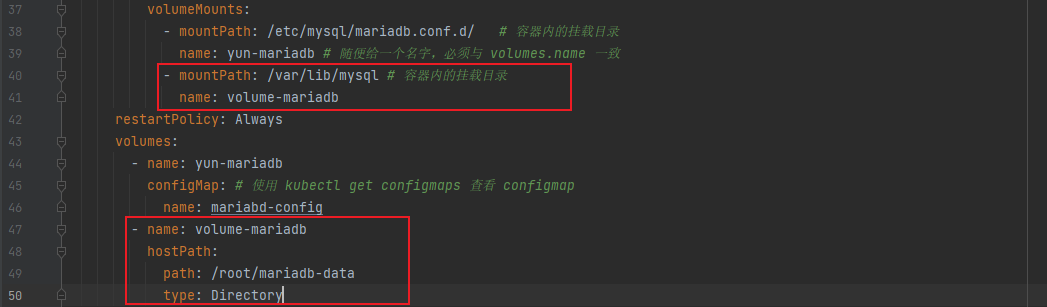 37 volumeMounts:
38 - mountPath: /etc/mysql/mariadb.conf.d/ # 容器内的挂载目录
39 name: yun-mariadb # 随便给一个名字，必须与 volumes.name 一致
40 - mountPath: /var/lib/mysql # 容器内的挂载目录
41 name: volume-mariadb
42 restartPolicy: Always
43 volumes:
44 - name: yun-mariadb
45 configMap: # 使用 kubectl get configmaps 查看 configmap
46 name: mariabd-config
47 - name: volume-mariadb
48 hostPath:
49 path: /root/mariadb-data
50 type: Directory